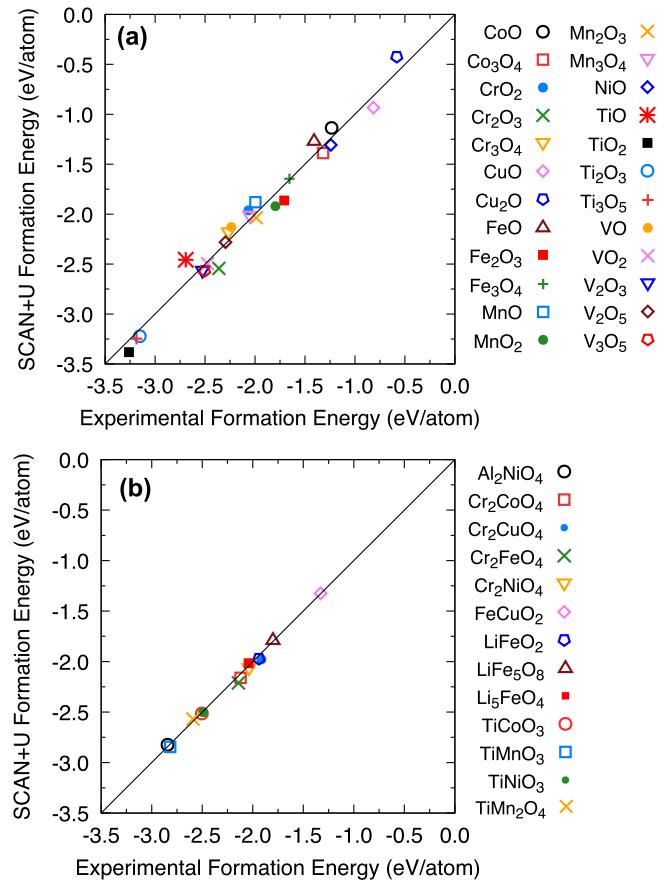 (a)
0.0
-0.5
-1.0
-1.5
-2.0
-2.5
-3.0
-3.5
SCAN+U Formation Energy (eV/atom)
-3.5 -3.0 -2.5 -2.0 -1.5 -1.0 -0.5 0.0
Experimental Formation Energy (eV/atom)
CoO
Co₃O₄
CrO₂
Cr₂O₃
Cr₃O₄
CuO
Cu₂O
FeO
Fe₂O₃
Fe₃O₄
MnO
MnO₂
Mn₂O₃
Mn₃O₄
NiO
TiO
TiO₂
Ti₂O₃
Ti₃O₅
VO
VO₂
V₂O₃
V₂O₅
V₃O₅
(b)
0.0
-0.5
-1.0
-1.5
-2.0
-2.5
-3.0
-3.5
SCAN+U Formation Energy (eV/atom)
-3.5 -3.0 -2.5 -2.0 -1.5 -1.0 -0.5 0.0
Experimental Formation Energy (eV/atom)
Al₂NiO₄
Cr₂CoO₄
Cr₂CuO₄
Cr₂FeO₄
Cr₂NiO₄
FeCuO₂
LiFeO₂
LiFe₅O₈
Li₅FeO₄
TiCoO₃
TiMnO₃
TiNiO₃
TiMn₂O₄